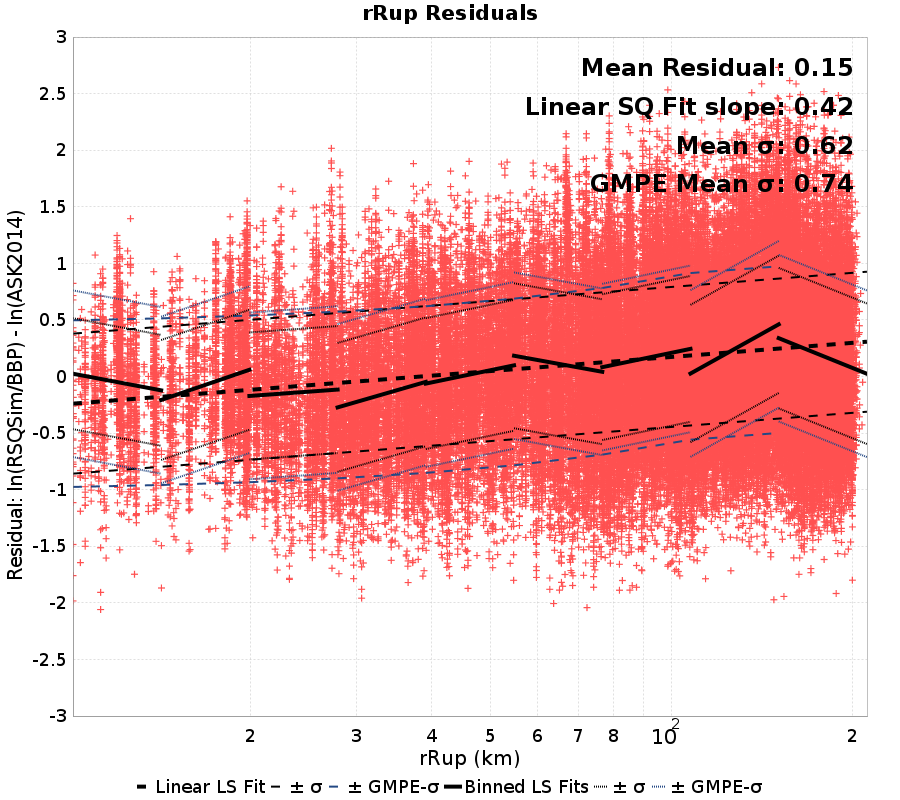 rRup Residuals
Mean Residual: 0.15
Linear SQ Fit slope: 0.42
Mean σ: 0.62
GMPE Mean σ: 0.74
3
2.5
2
1.5
1
0.5
0
-0.5
-1
-1.5
-2
-2.5
-3
Residual: ln(RSQSim/BBP) - ln(ASK2014)
2 3 4 5 6 7 8 10² 2
rRup (km)
Linear LS Fit ± σ ± GMPE-σ Binned LS Fits ± σ ± GMPE-σ